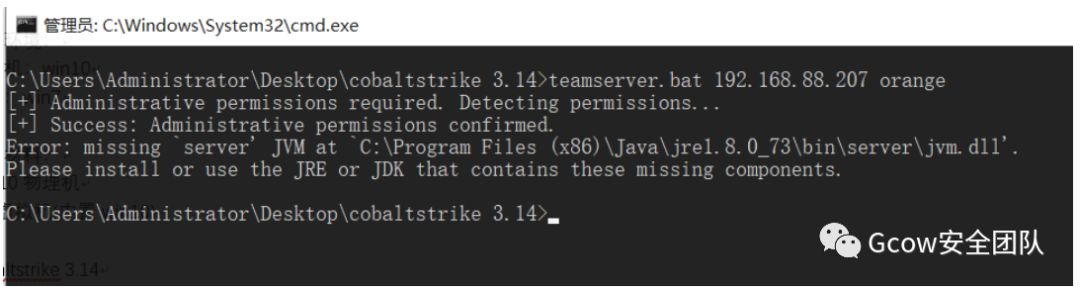 管理员: C:\Windows\System32\cmd.exe
C:\Users\Administrator\Desktop\cobaltstrike 3.14>teamserver.bat 192.168.88.207 orange
[+] Administrative permissions required. Detecting permissions...
[+] Success: Administrative permissions confirmed.
Error: missing `server' JVM at `C:\Program Files (x86)\Java\jre1.8.0_73\bin\server\jvm.dll'.
Please install or use the JRE or JDK that contains these missing components.
C:\Users\Administrator\Desktop\cobaltstrike 3.14>
Gcow安全团队
altstrike 3.14